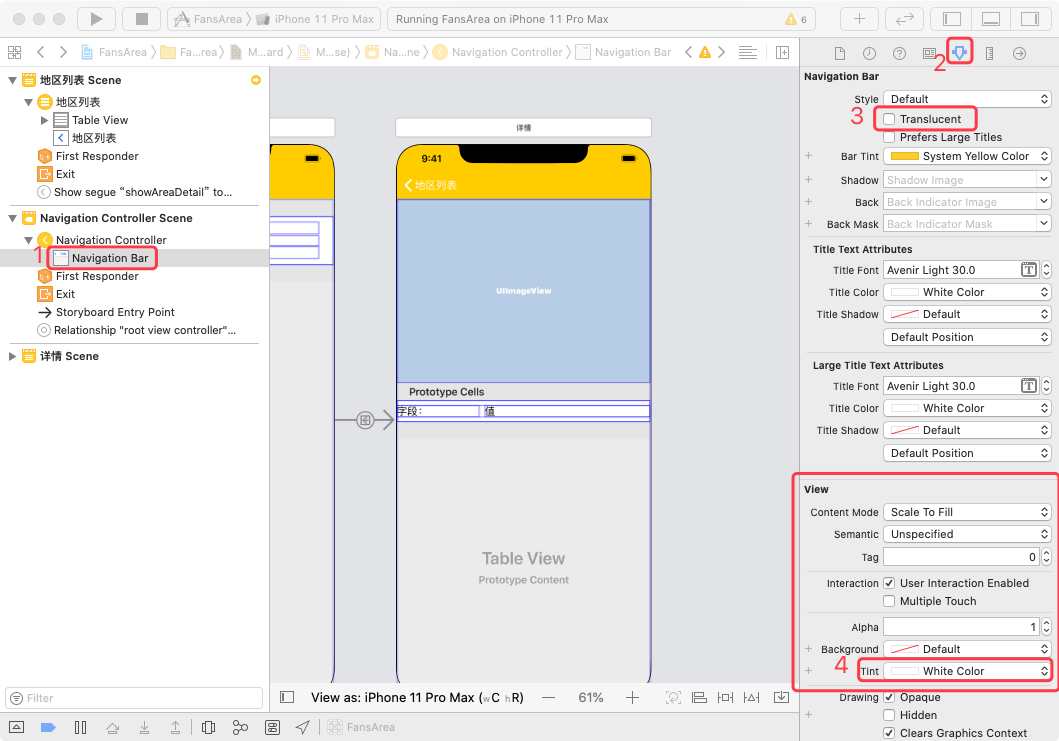 FansArea
iPhone 11 Pro Max
Running FansArea on iPhone 11 Pro Max
6
FansArea
Fa...rea
M...ard
M...se)
Na...ne
Navigation Controller
Navigation Bar
2
地区列表 Scene
地区列表
Table View
地区列表
First Responder
Exit
Show segue “showAreaDetail” to...
Navigation Controller Scene
Navigation Controller
1
Navigation Bar
First Responder
Exit
Storyboard Entry Point
Relationship "root view controller"...
详情 Scene
Filter
详情
9:41
地区列表
UIImageView
Prototype Cells
字段:
值
Table View
Prototype Content
View as: iPhone 11 Pro Max (wC hR)
61%
FansArea
Navigation Bar
Style Default
3
Translucent
Prefers Large Titles
Bar Tint System Yellow Color
Shadow Shadow Image
Back Back Indicator Image
Back Mask Back Indicator Mask
Title Text Attributes
Title Font Avenir Light 30.0 T
Title Color White Color
Title Shadow Default
Default Position
Large Title Text Attributes
Title Font Avenir Light 30.0 T
Title Color White Color
Title Shadow Default
Default Position
View
Content Mode Scale To Fill
Semantic Unspecified
Tag 0
Interaction User Interaction Enabled
Multiple Touch
Alpha 1
Background Default
4
Tint White Color
Drawing Opaque
Hidden
Clears Graphics Context